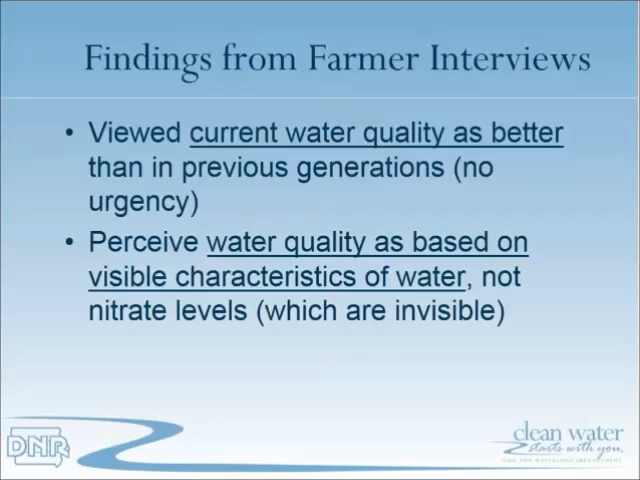 Findings from Farmer Interviews
• Viewed current water quality as better
than in previous generations (no
urgency)
• Perceive water quality as based on
visible characteristics of water, not
nitrate levels (which are invisible)
DNR
clean water
starts with you.